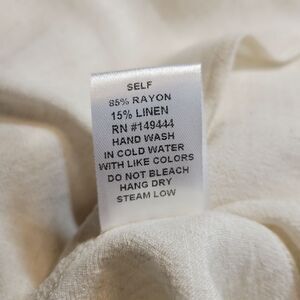 SELF
85% RAYON
15% LINEN
RN #149444
HAND WASH
IN COLD WATER
WITH LIKE COLORS
DO NOT BLEACH
HANG DRY
STEAM LOW